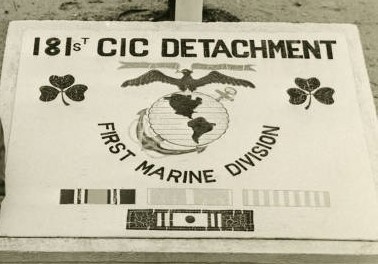 181ST CIC DETACHMENT
FIRST MARINE DIVISION